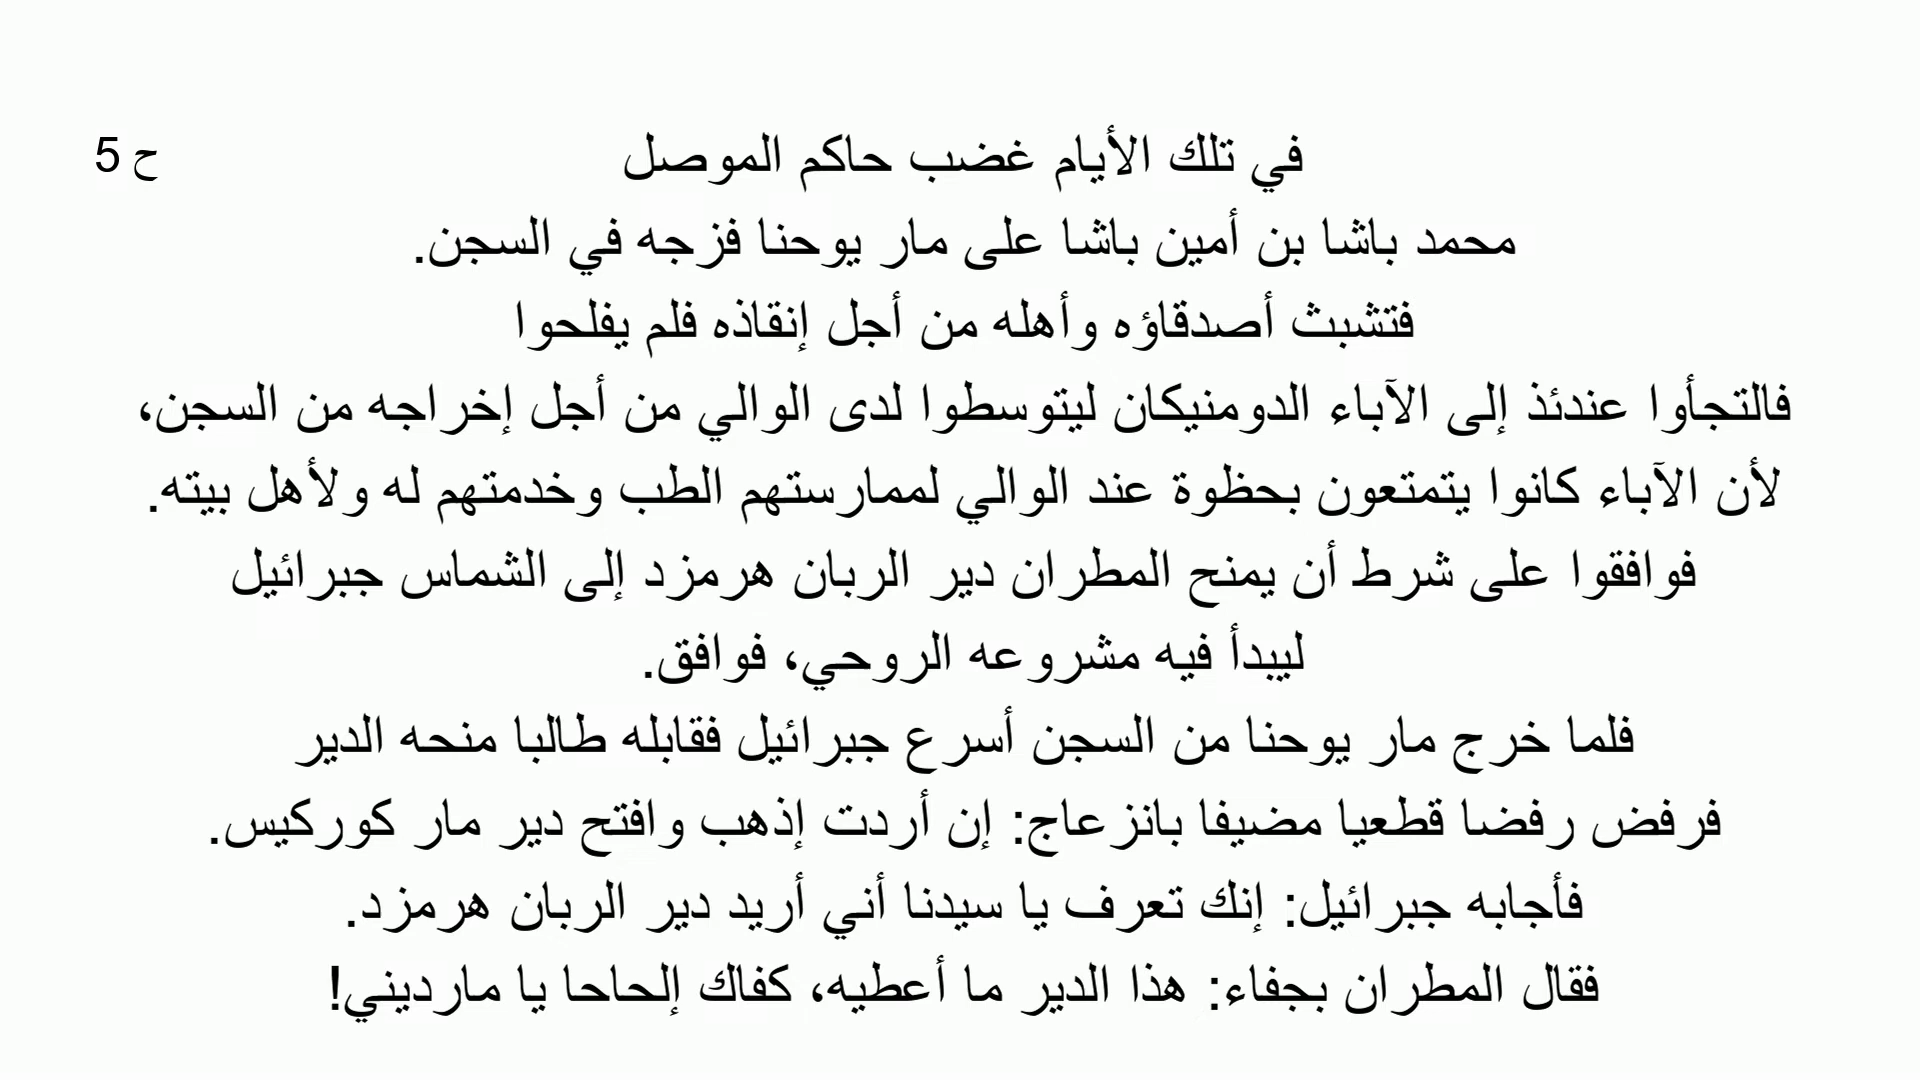 ح 5
في تلك الأيام غضب حاكم الموصل
محمد باشا بن أمين باشا على مار يوحنا فزجه في السجن.
فتشبث أصدقاؤه وأهله من أجل إنقاذه فلم يفلحوا
فالتجأوا عندئذ إلى الآباء الدومنيكان ليتوسطوا لدى الوالي من أجل إخراجه من السجن،
لأن الآباء كانوا يتمتعون بحظوة عند الوالي لممارستهم الطب وخدمتهم له ولأهل بيته.
فوافقوا على شرط أن يمنح المطران دير الربان هرمزد إلى الشماس جبرائيل
ليبدأ فيه مشروعه الروحي، فوافق.
فلما خرج مار يوحنا من السجن أسرع جبرائيل فقابله طالبا منحه الدير
فرفض رفضا قطعيا مضيفا بانزعاج: إن أردت إذهب وافتح دير مار كوركيس.
فأجابه جبرائيل: إنك تعرف يا سيدنا أني أريد دير الربان هرمزد.
فقال المطران بجفاء: هذا الدير ما أعطيه، كفاك إلحاحا يا مارديني!